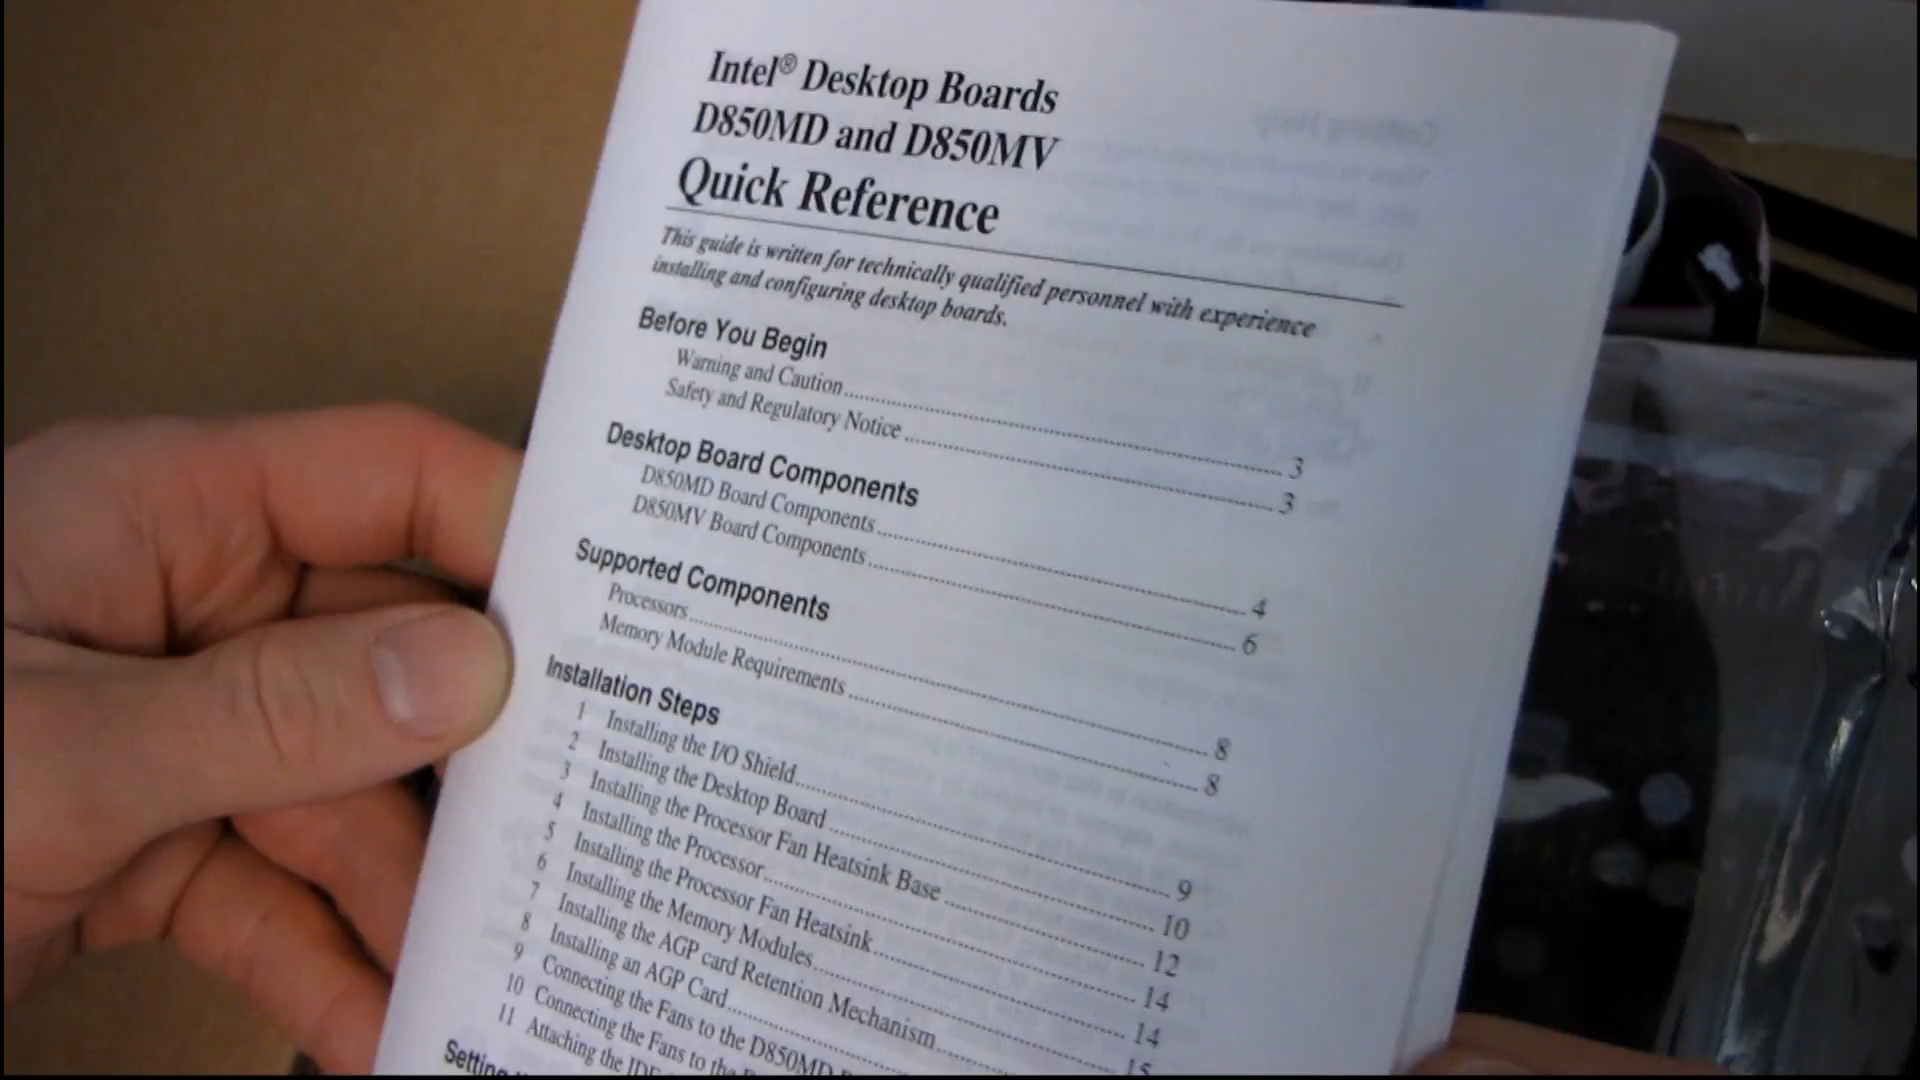 Intel® Desktop Boards
D850MD and D850MV
Quick Reference
This guide is written for technically qualified personnel with experience
installing and configuring desktop boards.
Before You Begin
Warning and Caution........ 3
Safety and Regulatory Notice........ 3
Desktop Board Components
D850MD Board Components........ 4
D850MV Board Components........ 6
Supported Components
Processors........ 8
Memory Module Requirements........ 8
Installation Steps
1 Installing the I/O Shield........ 9
2 Installing the Desktop Board........ 10
3 Installing the Processor Fan Heatsink Base........ 12
4 Installing the Processor........ 14
5 Installing the Processor Fan Heatsink........ 14
6 Installing the Memory Modules........ 15
7 Installing the AGP card Retention Mechanism........
8 Installing an AGP Card........
9 Connecting the Fans to the D850MD
10 Connecting the Fans to the
11 Attaching the IDE
Setting